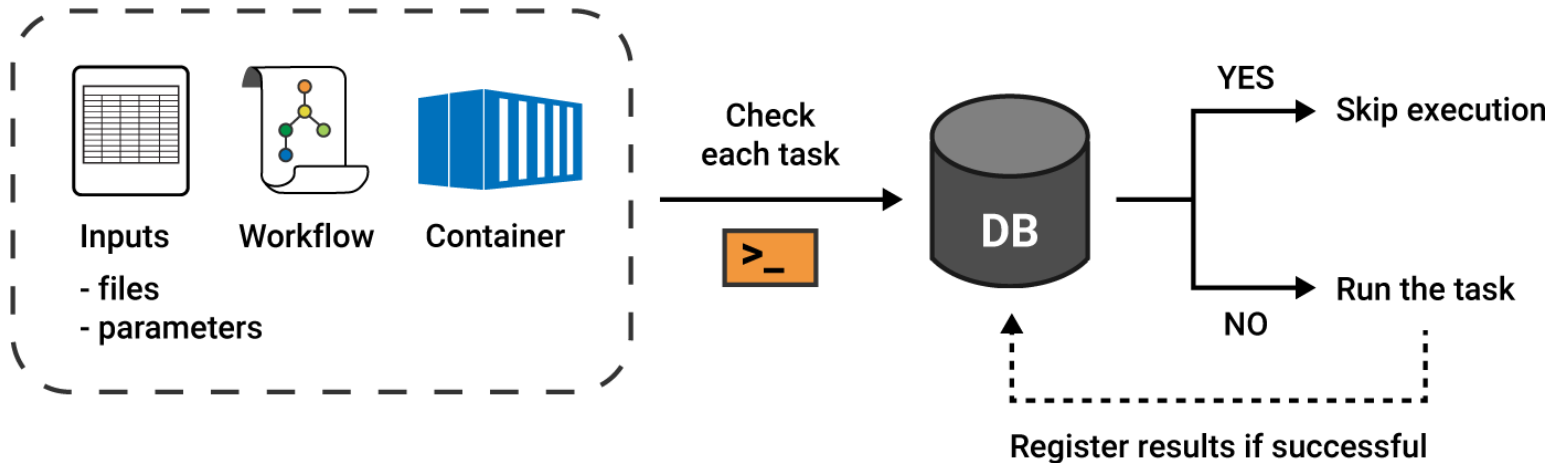 Inputs
- files
- parameters
Workflow
Container
Check
each task
>_
DB
YES
Skip execution
NO
Run the task
Register results if successful